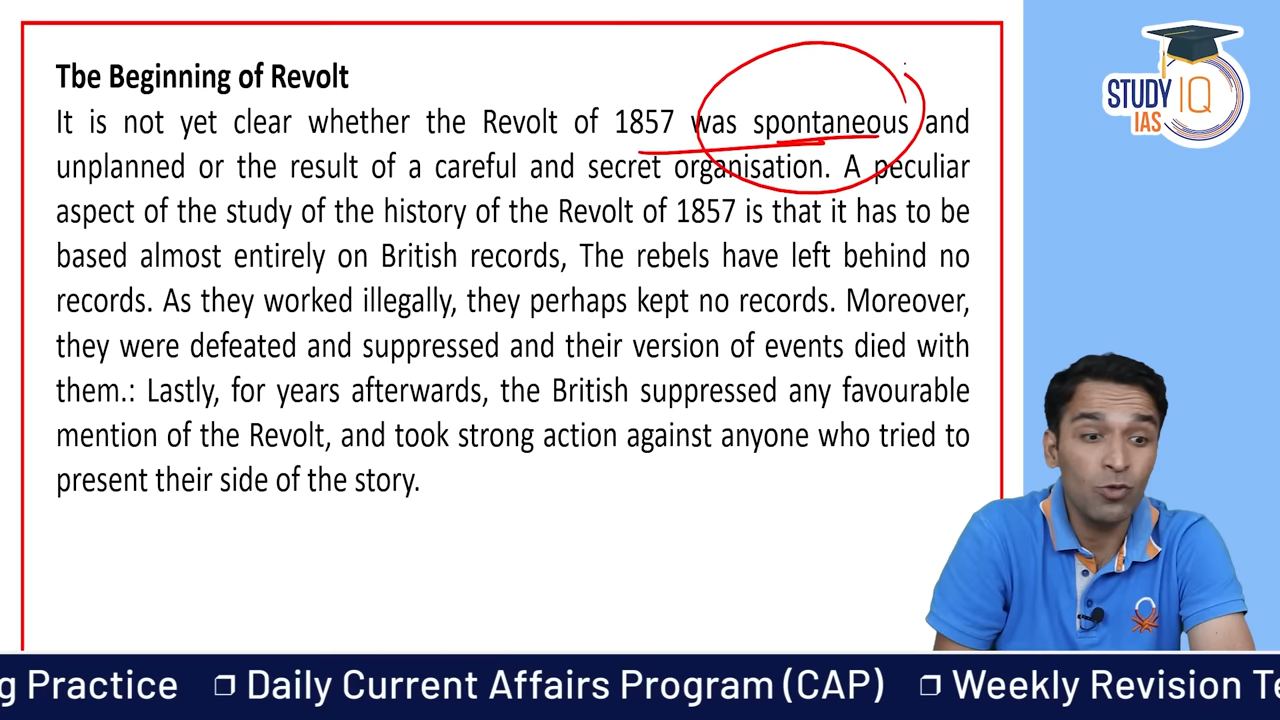 Tbe Beginning of Revolt
It is not yet clear whether the Revolt of 1857 was spontaneous and
unplanned or the result of a careful and secret organisation. A peculiar
aspect of the study of the history of the Revolt of 1857 is that it has to be
based almost entirely on British records, The rebels have left behind no
records. As they worked illegally, they perhaps kept no records. Moreover,
they were defeated and suppressed and their version of events died with
them.: Lastly, for years afterwards, the British suppressed any favourable
mention of the Revolt, and took strong action against anyone who tried to
present their side of the story.
STUDY IQ
IAS
g Practice ❐ Daily Current Affairs Program (CAP) ❐ Weekly Revision Te